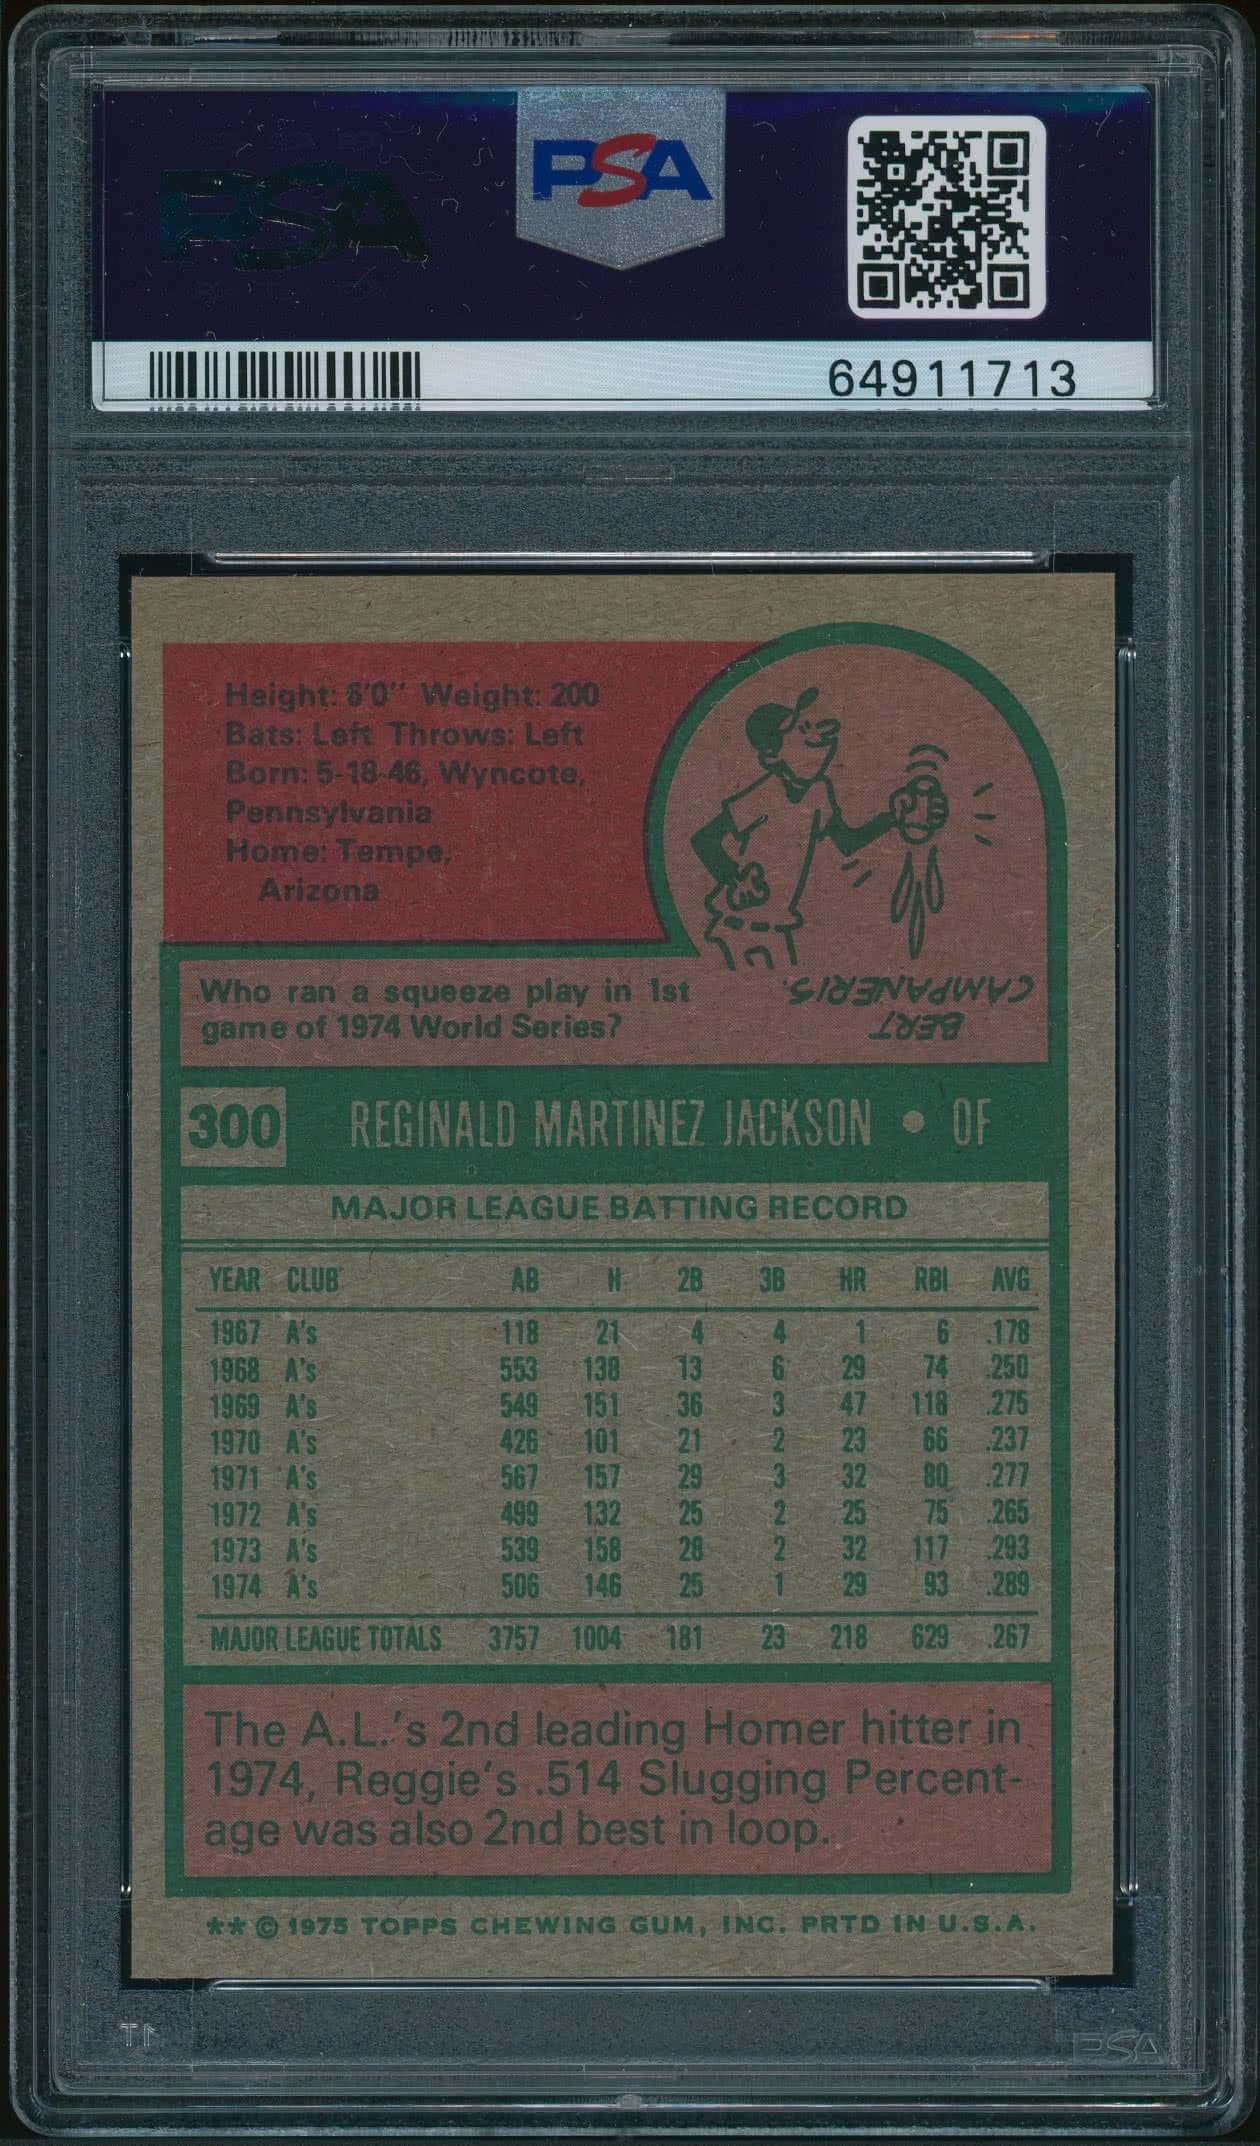 PSA
PSA
64911713
Height: 6'0" Weight: 200
Bats: Left Throws: Left
Born: 5-18-46, Wyncote,
Pennsylvania
Home: Tempe,
Arizona
Who ran a squeeze play in 1st
game of 1974 World Series?
BERT
CAMPANERIS.
300 REGINALD MARTINEZ JACKSON • OF
MAJOR LEAGUE BATTING RECORD
YEAR CLUB AB H 2B 3B HR RBI AVG
1967 A's 118 21 4 4 1 6 .178
1968 A's 553 138 13 6 29 74 .250
1969 A's 549 151 36 3 47 118 .275
1970 A's 426 101 21 2 23 66 .237
1971 A's 567 157 29 3 32 80 .277
1972 A's 499 132 25 2 25 75 .265
1973 A's 539 158 28 2 32 117 .293
1974 A's 506 146 25 1 29 93 .289
MAJOR LEAGUE TOTALS 3757 1004 181 23 218 629 .267
The A.L.'s 2nd leading Homer hitter in
1974, Reggie's .514 Slugging Percent-
age was also 2nd best in loop.
** © 1975 TOPPS CHEWING GUM, INC. PRTD IN U.S.A.
PSA